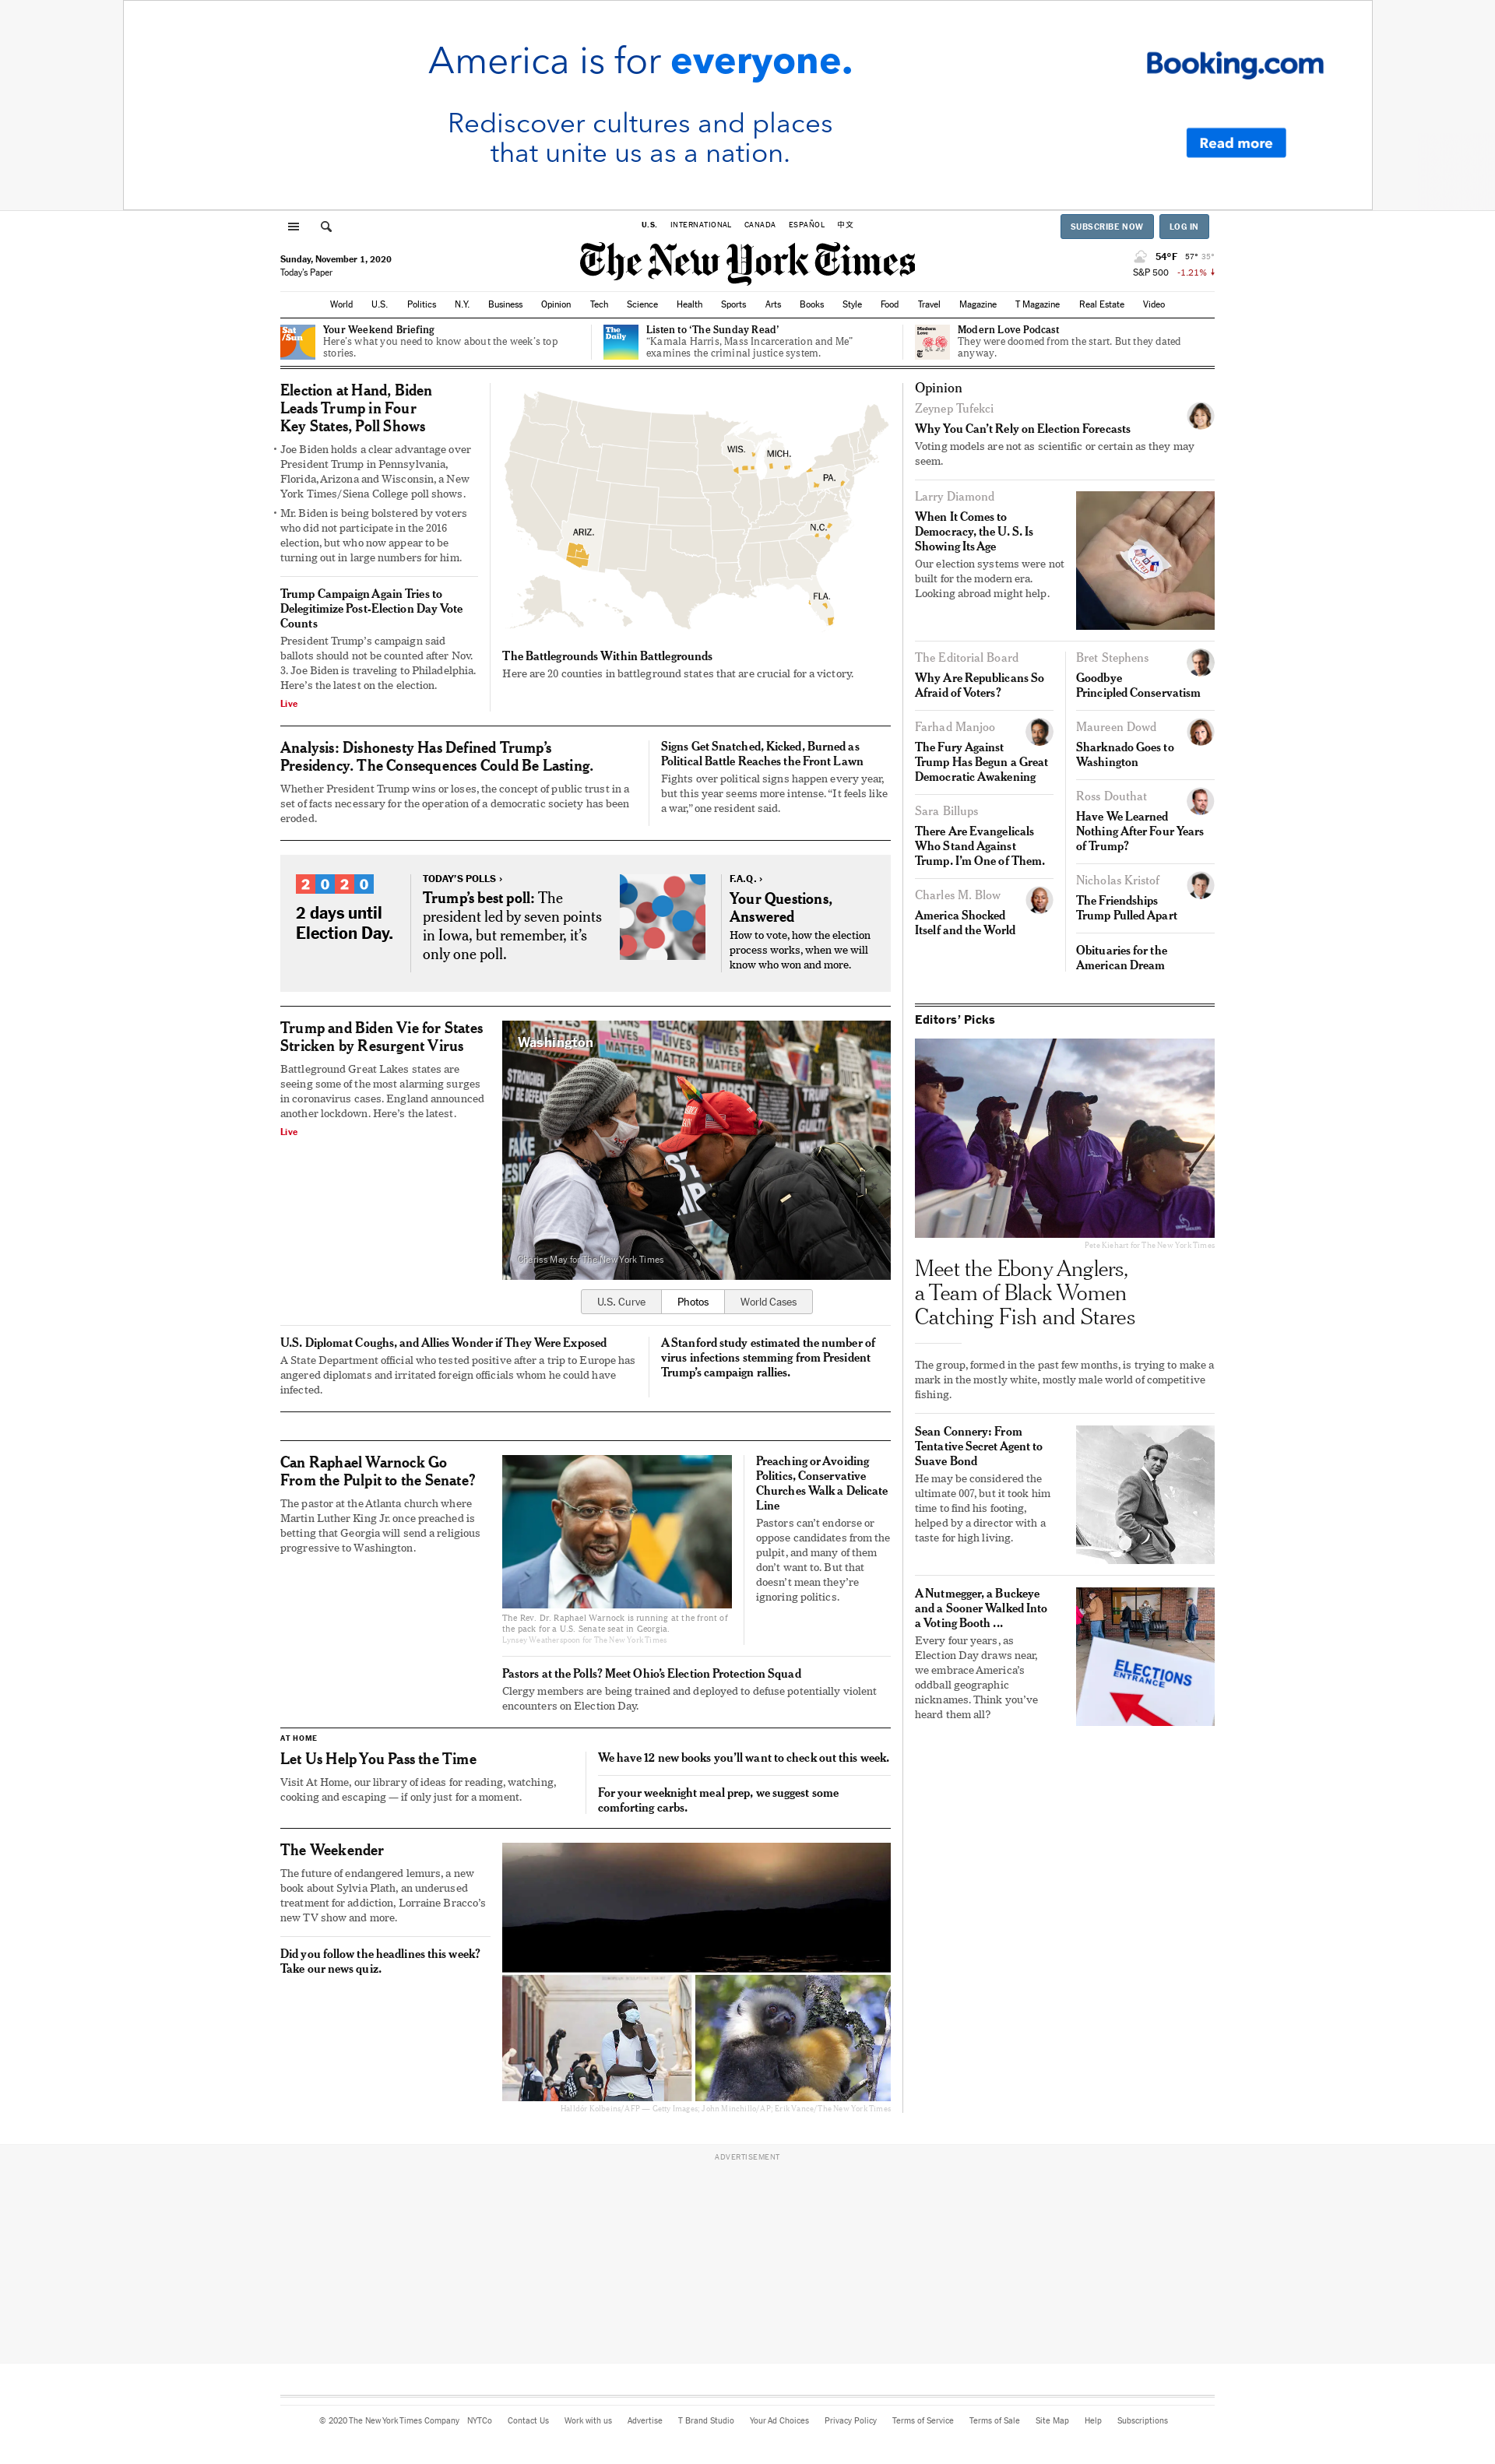 America is for everyone.
Booking.com
Rediscover cultures and places
that unite us as a nation.
Read more
U.S. INTERNATIONAL CANADA ESPAÑOL 中文
SUBSCRIBE NOW LOG IN
Sunday, November 1, 2020
Today's Paper
The New York Times
54°F 57° 35°
S&P 500 -1.21%
World U.S. Politics N.Y. Business Opinion Tech Science Health Sports Arts Books Style Food Travel Magazine T Magazine Real Estate Video
Sat
/Sun
Your Weekend Briefing
Here's what you need to know about the week's top
stories.
The
Daily
Listen to ‘The Sunday Read’
“Kamala Harris, Mass Incarceration and Me”
examines the criminal justice system.
Modern
Love
Modern Love Podcast
They were doomed from the start. But they dated
anyway.
Election at Hand, Biden
Leads Trump in Four
Key States, Poll Shows
• Joe Biden holds a clear advantage over
President Trump in Pennsylvania,
Florida, Arizona and Wisconsin, a New
York Times/Siena College poll shows.
• Mr. Biden is being bolstered by voters
who did not participate in the 2016
election, but who now appear to be
turning out in large numbers for him.
Trump Campaign Again Tries to
Delegitimize Post-Election Day Vote
Counts
President Trump's campaign said
ballots should not be counted after Nov.
3. Joe Biden is traveling to Philadelphia.
Here's the latest on the election.
Live
WIS.
MICH.
PA.
N.C.
ARIZ.
FLA.
The Battlegrounds Within Battlegrounds
Here are 20 counties in battleground states that are crucial for a victory.
Analysis: Dishonesty Has Defined Trump's
Presidency. The Consequences Could Be Lasting.
Whether President Trump wins or loses, the concept of public trust in a
set of facts necessary for the operation of a democratic society has been
eroded.
Signs Get Snatched, Kicked, Burned as
Political Battle Reaches the Front Lawn
Fights over political signs happen every year,
but this year seems more intense. “It feels like
a war,” one resident said.
2020
2 days until
Election Day.
TODAY'S POLLS ›
Trump's best poll: The
president led by seven points
in Iowa, but remember, it's
only one poll.
F.A.Q. ›
Your Questions,
Answered
How to vote, how the election
process works, when we will
know who won and more.
Trump and Biden Vie for States
Stricken by Resurgent Virus
Battleground Great Lakes states are
seeing some of the most alarming surges
in coronavirus cases. England announced
another lockdown. Here's the latest.
Live
Washington
Chariss May for The New York Times
U.S. Curve Photos World Cases
U.S. Diplomat Coughs, and Allies Wonder if They Were Exposed
A State Department official who tested positive after a trip to Europe has
angered diplomats and irritated foreign officials whom he could have
infected.
A Stanford study estimated the number of
virus infections stemming from President
Trump's campaign rallies.
Can Raphael Warnock Go
From the Pulpit to the Senate?
The pastor at the Atlanta church where
Martin Luther King Jr. once preached is
betting that Georgia will send a religious
progressive to Washington.
The Rev. Dr. Raphael Warnock is running at the front of
the pack for a U.S. Senate seat in Georgia.
Lynsey Weatherspoon for The New York Times
Preaching or Avoiding
Politics, Conservative
Churches Walk a Delicate
Line
Pastors can't endorse or
oppose candidates from the
pulpit, and many of them
don't want to. But that
doesn't mean they're
ignoring politics.
Pastors at the Polls? Meet Ohio's Election Protection Squad
Clergy members are being trained and deployed to defuse potentially violent
encounters on Election Day.
AT HOME
Let Us Help You Pass the Time
Visit At Home, our library of ideas for reading, watching,
cooking and escaping — if only just for a moment.
We have 12 new books you'll want to check out this week.
For your weeknight meal prep, we suggest some
comforting carbs.
The Weekender
The future of endangered lemurs, a new
book about Sylvia Plath, an underused
treatment for addiction, Lorraine Bracco's
new TV show and more.
Did you follow the headlines this week?
Take our news quiz.
Halldór Kolbeins/AFP — Getty Images; John Minchillo/AP; Erik Vance/The New York Times
Opinion
Zeynep Tufekci
Why You Can't Rely on Election Forecasts
Voting models are not as scientific or certain as they may
seem.
Larry Diamond
When It Comes to
Democracy, the U. S. Is
Showing Its Age
Our election systems were not
built for the modern era.
Looking abroad might help.
The Editorial Board
Why Are Republicans So
Afraid of Voters?
Farhad Manjoo
The Fury Against
Trump Has Begun a Great
Democratic Awakening
Sara Billups
There Are Evangelicals
Who Stand Against
Trump. I'm One of Them.
Charles M. Blow
America Shocked
Itself and the World
Bret Stephens
Goodbye
Principled Conservatism
Maureen Dowd
Sharknado Goes to
Washington
Ross Douthat
Have We Learned
Nothing After Four Years
of Trump?
Nicholas Kristof
The Friendships
Trump Pulled Apart
Obituaries for the
American Dream
Editors' Picks
Pete Kiehart for The New York Times
Meet the Ebony Anglers,
a Team of Black Women
Catching Fish and Stares
The group, formed in the past few months, is trying to make a
mark in the mostly white, mostly male world of competitive
fishing.
Sean Connery: From
Tentative Secret Agent to
Suave Bond
He may be considered the
ultimate 007, but it took him
time to find his footing,
helped by a director with a
taste for high living.
A Nutmegger, a Buckeye
and a Sooner Walked Into
a Voting Booth ...
Every four years, as
Election Day draws near,
we embrace America's
oddball geographic
nicknames. Think you've
heard them all?
ELECTIONS
ENTRANCE
ADVERTISEMENT
© 2020 The New York Times Company NYTCo Contact Us Work with us Advertise T Brand Studio Your Ad Choices Privacy Policy Terms of Service Terms of Sale Site Map Help Subscriptions